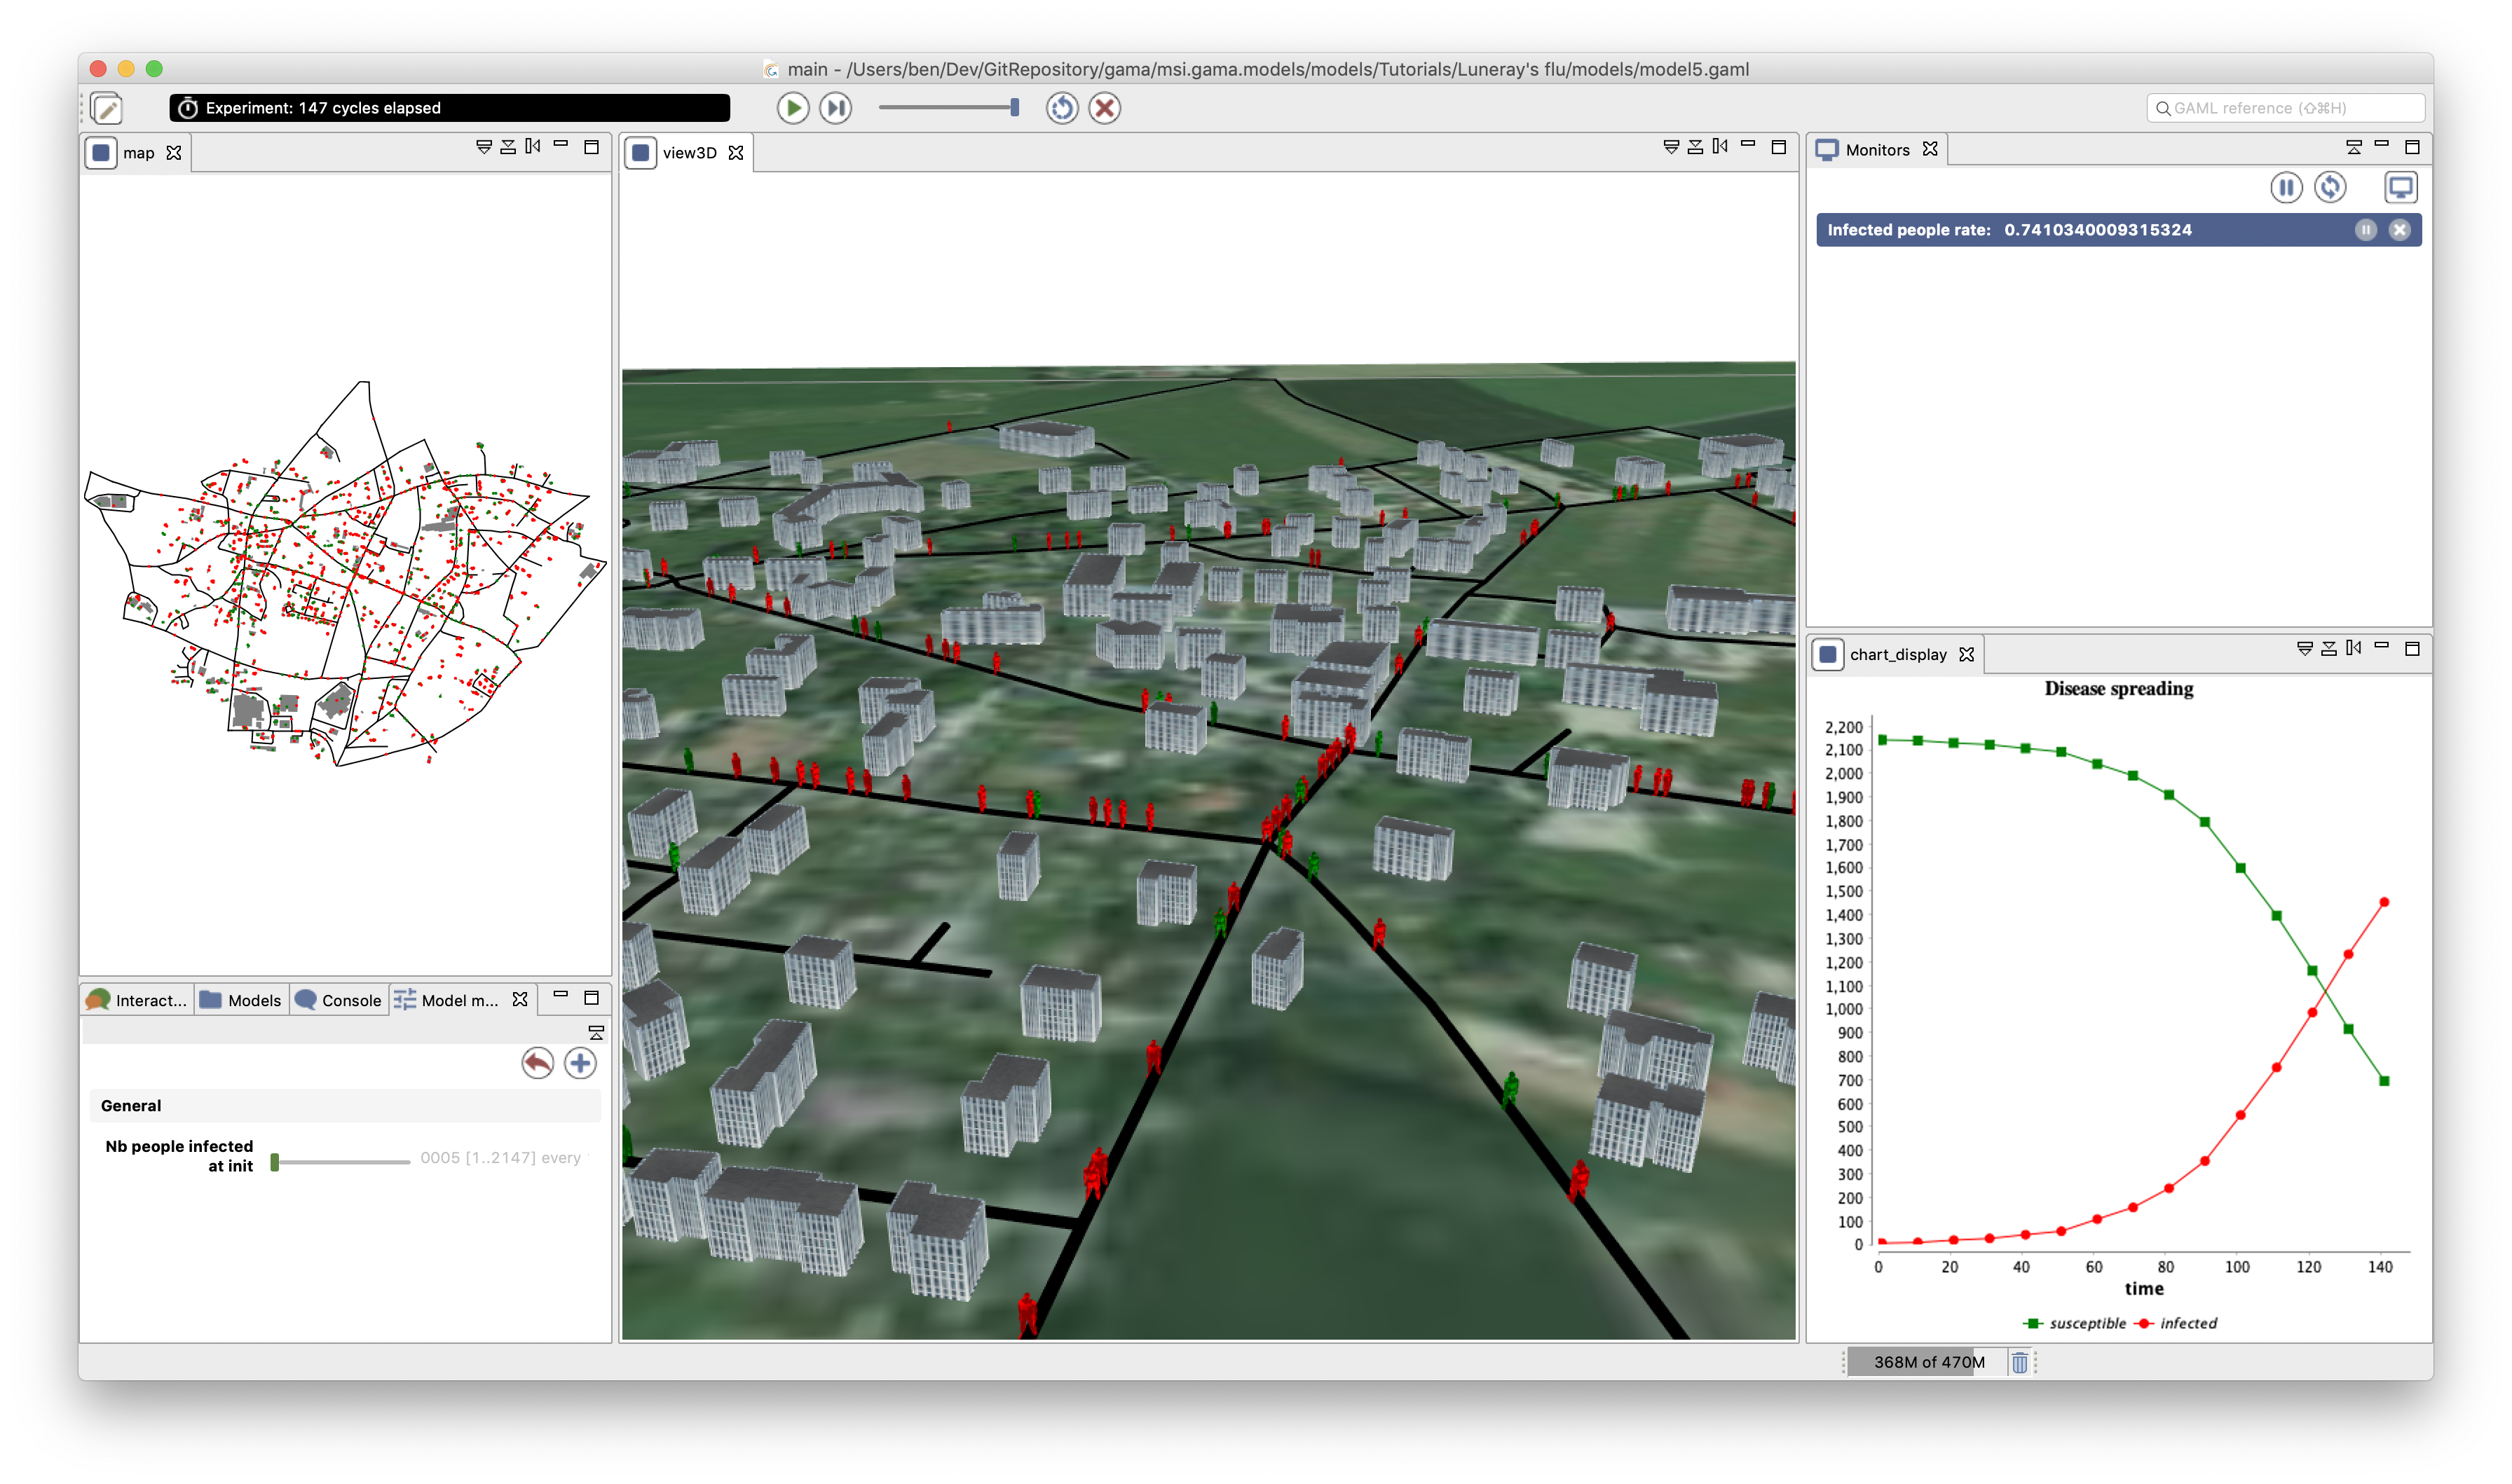 main - /Users/ben/Dev/GitRepository/gama/msi.gama.models/models/Tutorials/Luneray's flu/models/model5.gaml
Experiment: 147 cycles elapsed
GAML reference (⇧⌘H)
map
view3D
Monitors
Infected people rate: 0.7410340009315324
chart_display
Disease spreading
2,200
2,100
2,000
1,900
1,800
1,700
1,600
1,500
1,400
1,300
1,200
1,100
1,000
900
800
700
600
500
400
300
200
100
0
0 20 40 60 80 100 120 140
time
susceptible infected
Interact...
Models
Console
Model m...
General
Nb people infected
at init
0005 [1..2147] every
368M of 470M